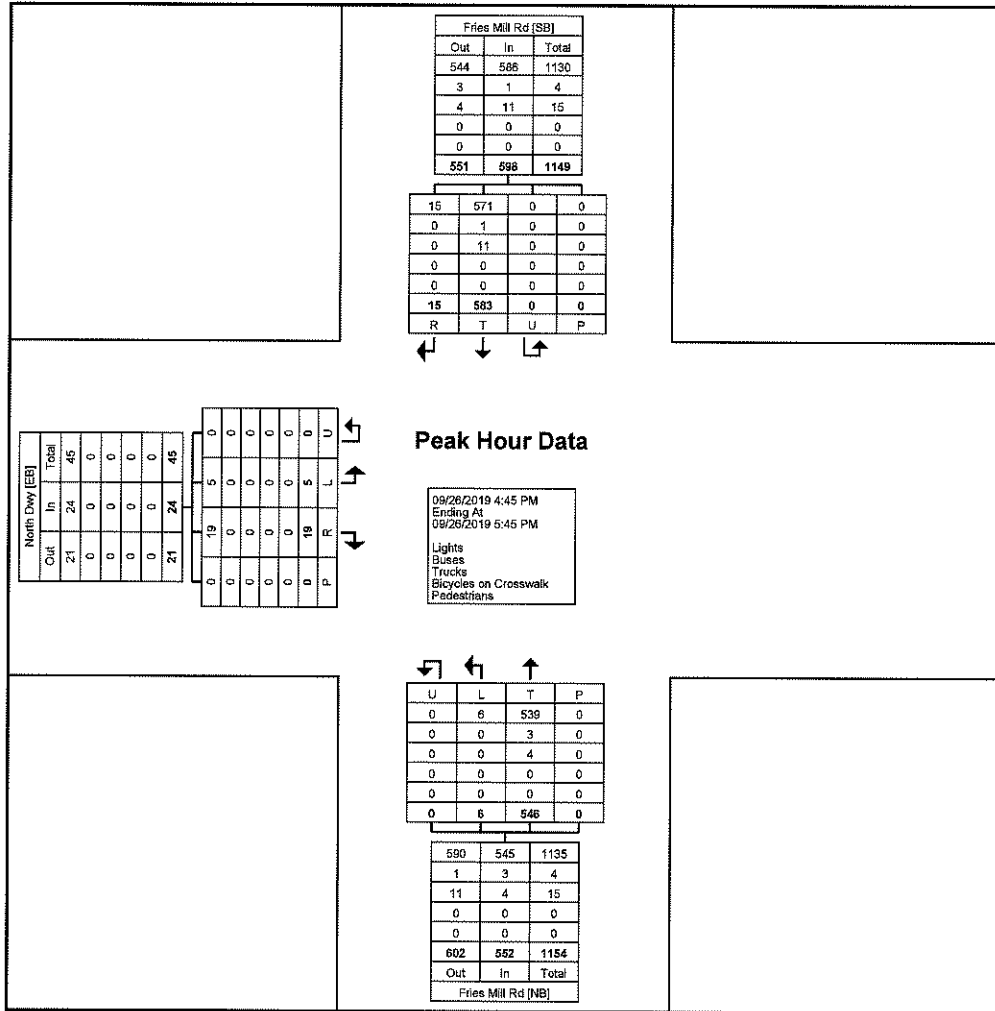 Fries Mill Rd [SB]
Out In Total
544 586 1130
3 1 4
4 11 15
0 0 0
0 0 0
551 598 1149
15 571 0 0
0 1 0 0
0 11 0 0
0 0 0 0
0 0 0 0
15 583 0 0
R T U P
North Dwy [EB]
Out In Total
21 24 45
0 0 0
0 0 0
0 0 0
0 0 0
21 24 45
0 19 5 0
0 0 0 0
0 0 0 0
0 0 0 0
0 0 0 0
0 19 5 0
P R L U
Peak Hour Data
09/26/2019 4:45 PM
Ending At
09/26/2019 5:45 PM
Lights
Buses
Trucks
Bicycles on Crosswalk
Pedestrians
U L T P
0 6 539 0
0 0 3 0
0 0 4 0
0 0 0 0
0 0 0 0
0 6 546 0
590 545 1135
1 3 4
11 4 15
0 0 0
0 0 0
602 552 1154
Out In Total
Fries Mill Rd [NB]